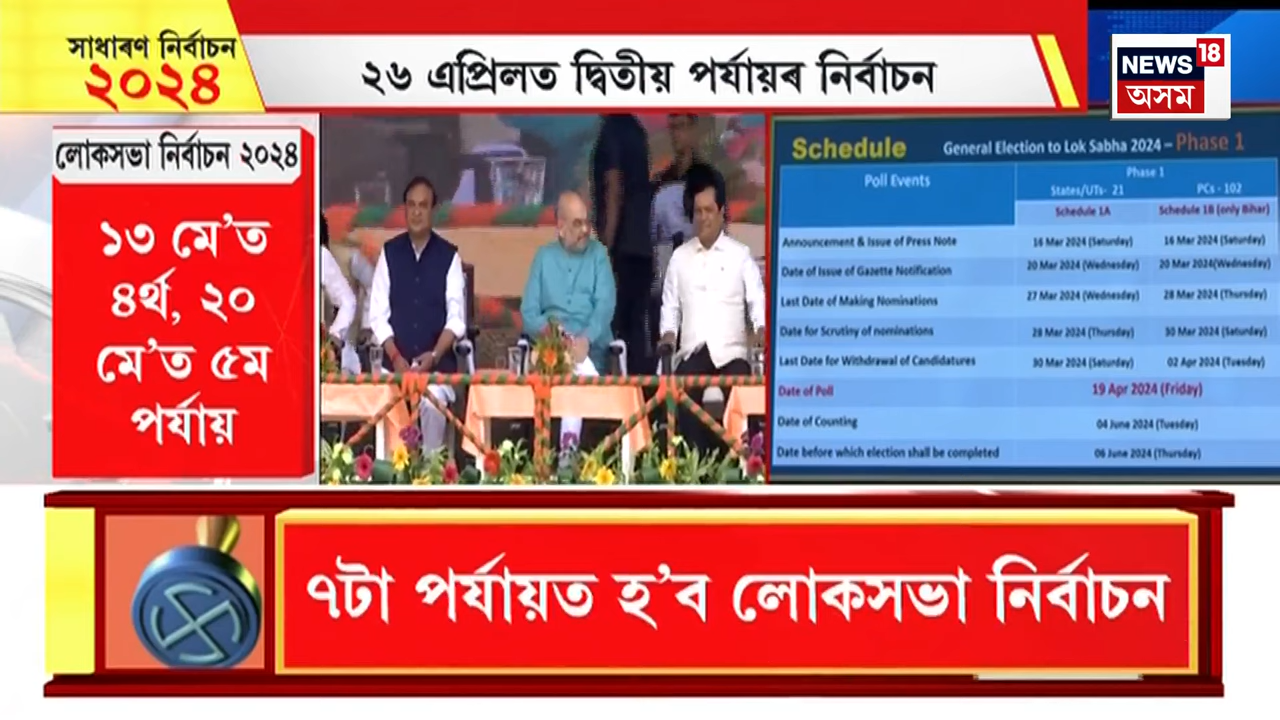 সাধাৰণ নিৰ্বাচন
২০২৪
২৬ এপ্ৰিলত দ্বিতীয় পৰ্যায়ৰ নিৰ্বাচন
NEWS 18
অসম
লোকসভা নিৰ্বাচন ২০২৪
১৩ মে'ত
৪ৰ্থ, ২০
মে'ত ৫ম
পৰ্যায়
Schedule General Election to Lok Sabha 2024 – Phase 1
Poll Events Phase 1
States/UTs- 21 PCs - 102
Schedule 1A Schedule 1B (only Bihar)
Announcement & Issue of Press Note 16 Mar 2024 (Saturday) 16 Mar 2024 (Saturday)
Date of Issue of Gazette Notification 20 Mar 2024 (Wednesday) 20 Mar 2024(Wednesday)
Last Date of Making Nominations 27 Mar 2024 (Wednesday) 28 Mar 2024 (Thursday)
Date for Scrutiny of nominations 28 Mar 2024 (Thursday) 30 Mar 2024 (Saturday)
Last Date for Withdrawal of Candidatures 30 Mar 2024 (Saturday) 02 Apr 2024 (Tuesday)
Date of Poll 19 Apr 2024 (Friday)
Date of Counting 04 June 2024 (Tuesday)
Date before which election shall be completed 06 June 2024 (Thursday)
৭টা পৰ্যায়ত হ'ব লোকসভা নিৰ্বাচন